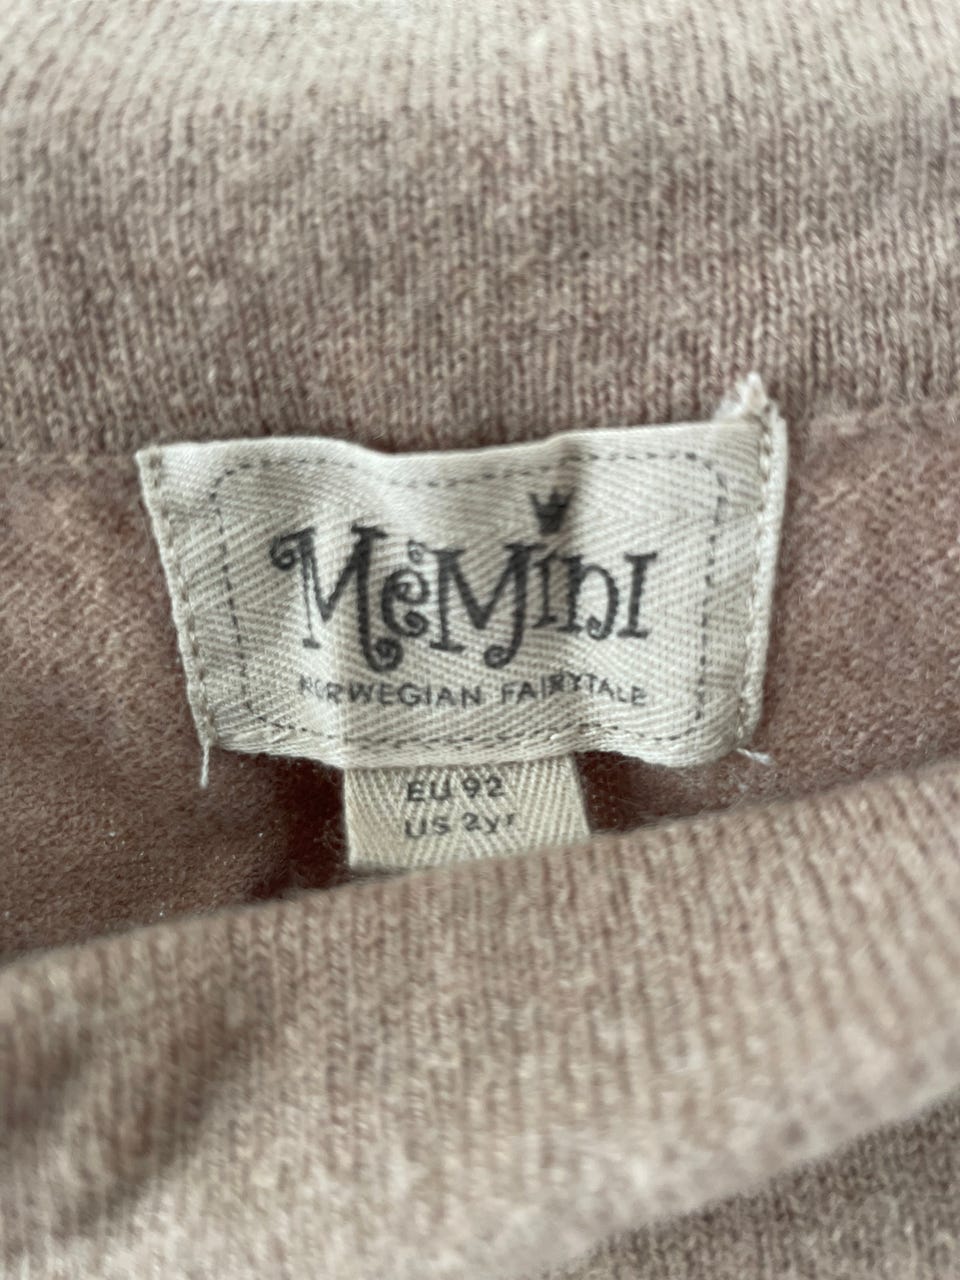 MeMini
NORWEGIAN FAIRYTALE
EU 92
US 2yr